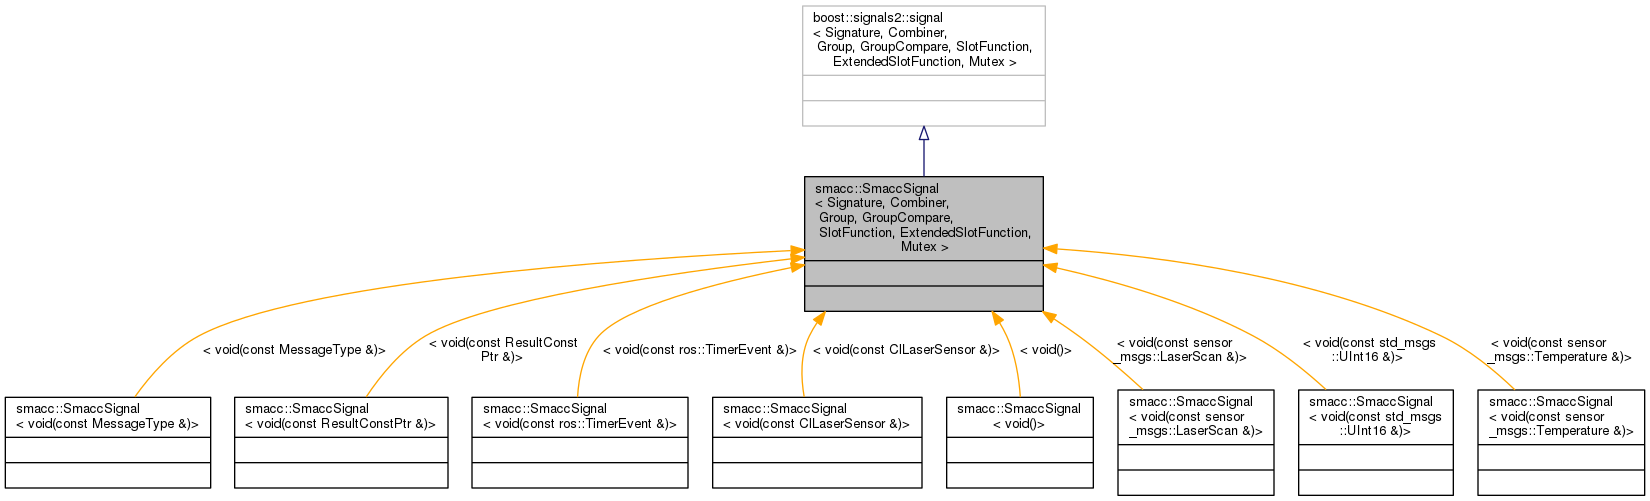 boost::signals2::signal
< Signature, Combiner,
Group, GroupCompare, SlotFunction,
ExtendedSlotFunction, Mutex >
smacc::SmaccSignal
< Signature, Combiner,
Group, GroupCompare,
SlotFunction, ExtendedSlotFunction,
Mutex >
< void(const MessageType &)>
< void(const ResultConst
Ptr &)>
< void(const ros::TimerEvent &)>
< void(const ClLaserSensor &)>
< void()>
< void(const sensor
_msgs::LaserScan &)>
< void(const std_msgs
::UInt16 &)>
< void(const sensor
_msgs::Temperature &)>
smacc::SmaccSignal
< void(const MessageType &)>
smacc::SmaccSignal
< void(const ResultConstPtr &)>
smacc::SmaccSignal
< void(const ros::TimerEvent &)>
smacc::SmaccSignal
< void(const ClLaserSensor &)>
smacc::SmaccSignal
< void()>
smacc::SmaccSignal
< void(const sensor
_msgs::LaserScan &)>
smacc::SmaccSignal
< void(const std_msgs
::UInt16 &)>
smacc::SmaccSignal
< void(const sensor
_msgs::Temperature &)>